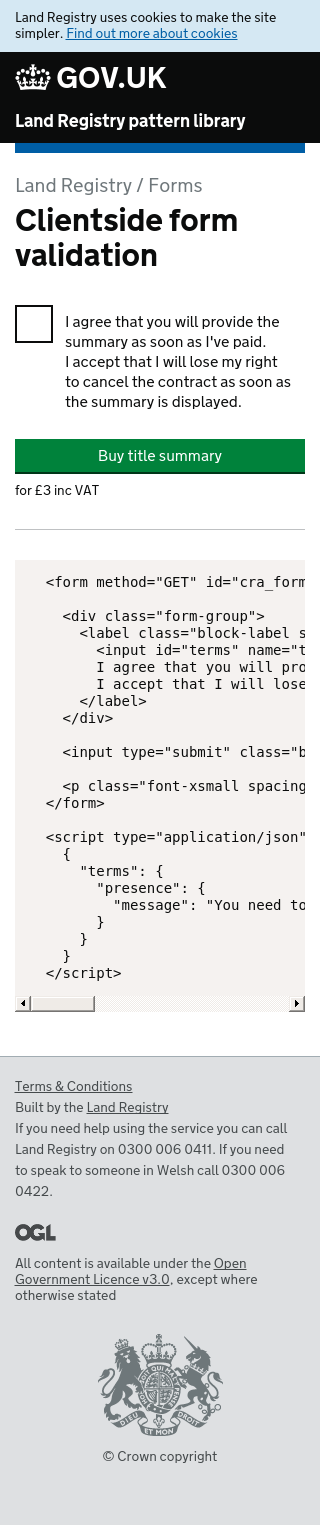 Land Registry uses cookies to make the site
simpler. Find out more about cookies
GOV.UK
Land Registry pattern library
Land Registry / Forms
Clientside form
validation
I agree that you will provide the
summary as soon as I've paid.
I accept that I will lose my right
to cancel the contract as soon as
the summary is displayed.
Buy title summary
for £3 inc VAT
<form method="GET" id="cra_form
<div class="form-group">
<label class="block-label s
<input id="terms" name="t
I agree that you will pro
I accept that I will lose
</label>
</div>
<input type="submit" class="b
<p class="font-xsmall spacing
</form>
<script type="application/json"
{
"terms": {
"presence": {
"message": "You need to
}
}
}
</script>
Terms & Conditions
Built by the Land Registry
If you need help using the service you can call
Land Registry on 0300 006 0411. If you need
to speak to someone in Welsh call 0300 006
0422.
OGL
All content is available under the Open
Government Licence v3.0, except where
otherwise stated
DIEU ET MON DROIT
© Crown copyright